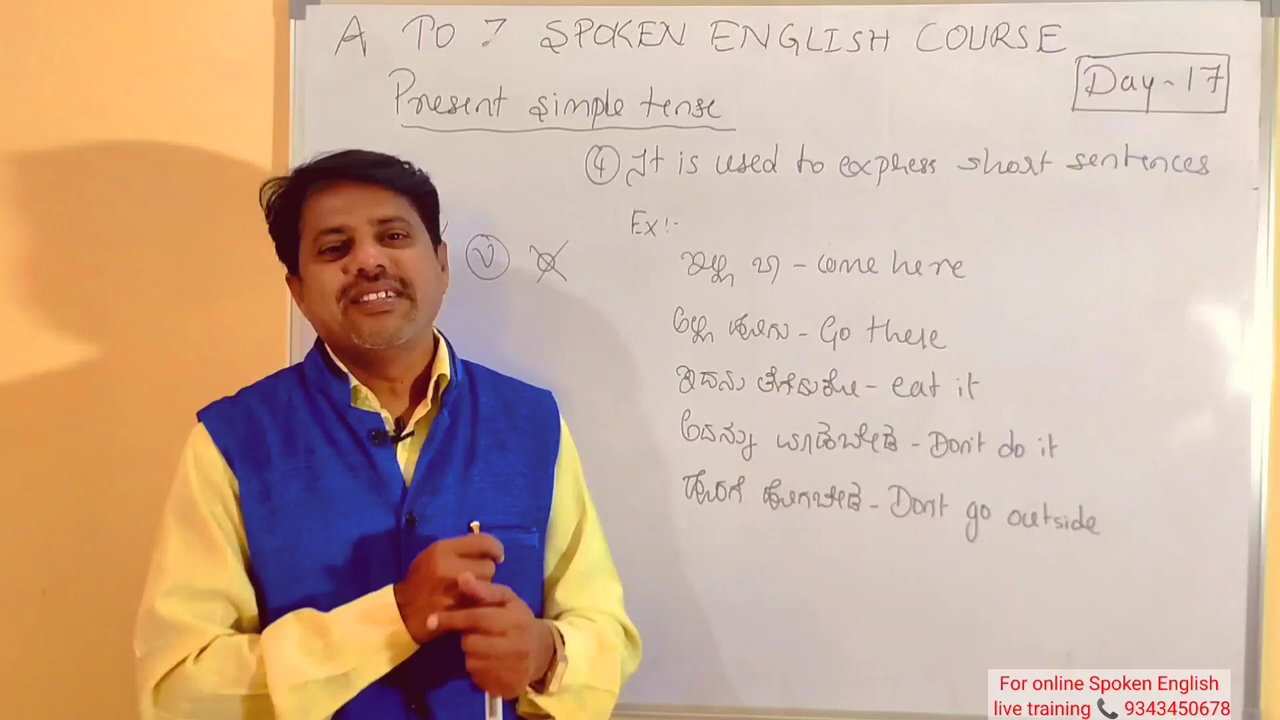 A TO Z SPOKEN ENGLISH COURSE
Day-17
Present simple tense
④ It is used to express short sentences
Ex:-
V
ಇಲ್ಲಿ ಬಾ - come here
ಅಲ್ಲಿ ಹೋಗು - Go there
ಇದನು - eat it
ಅದನ್ನು ಮಾಡಬೇಡ - Don't do it
ಹೊರಗೆ ಹೋಗಬೇಡ - Dont go outside
For online Spoken English
live training 📞 9343450678